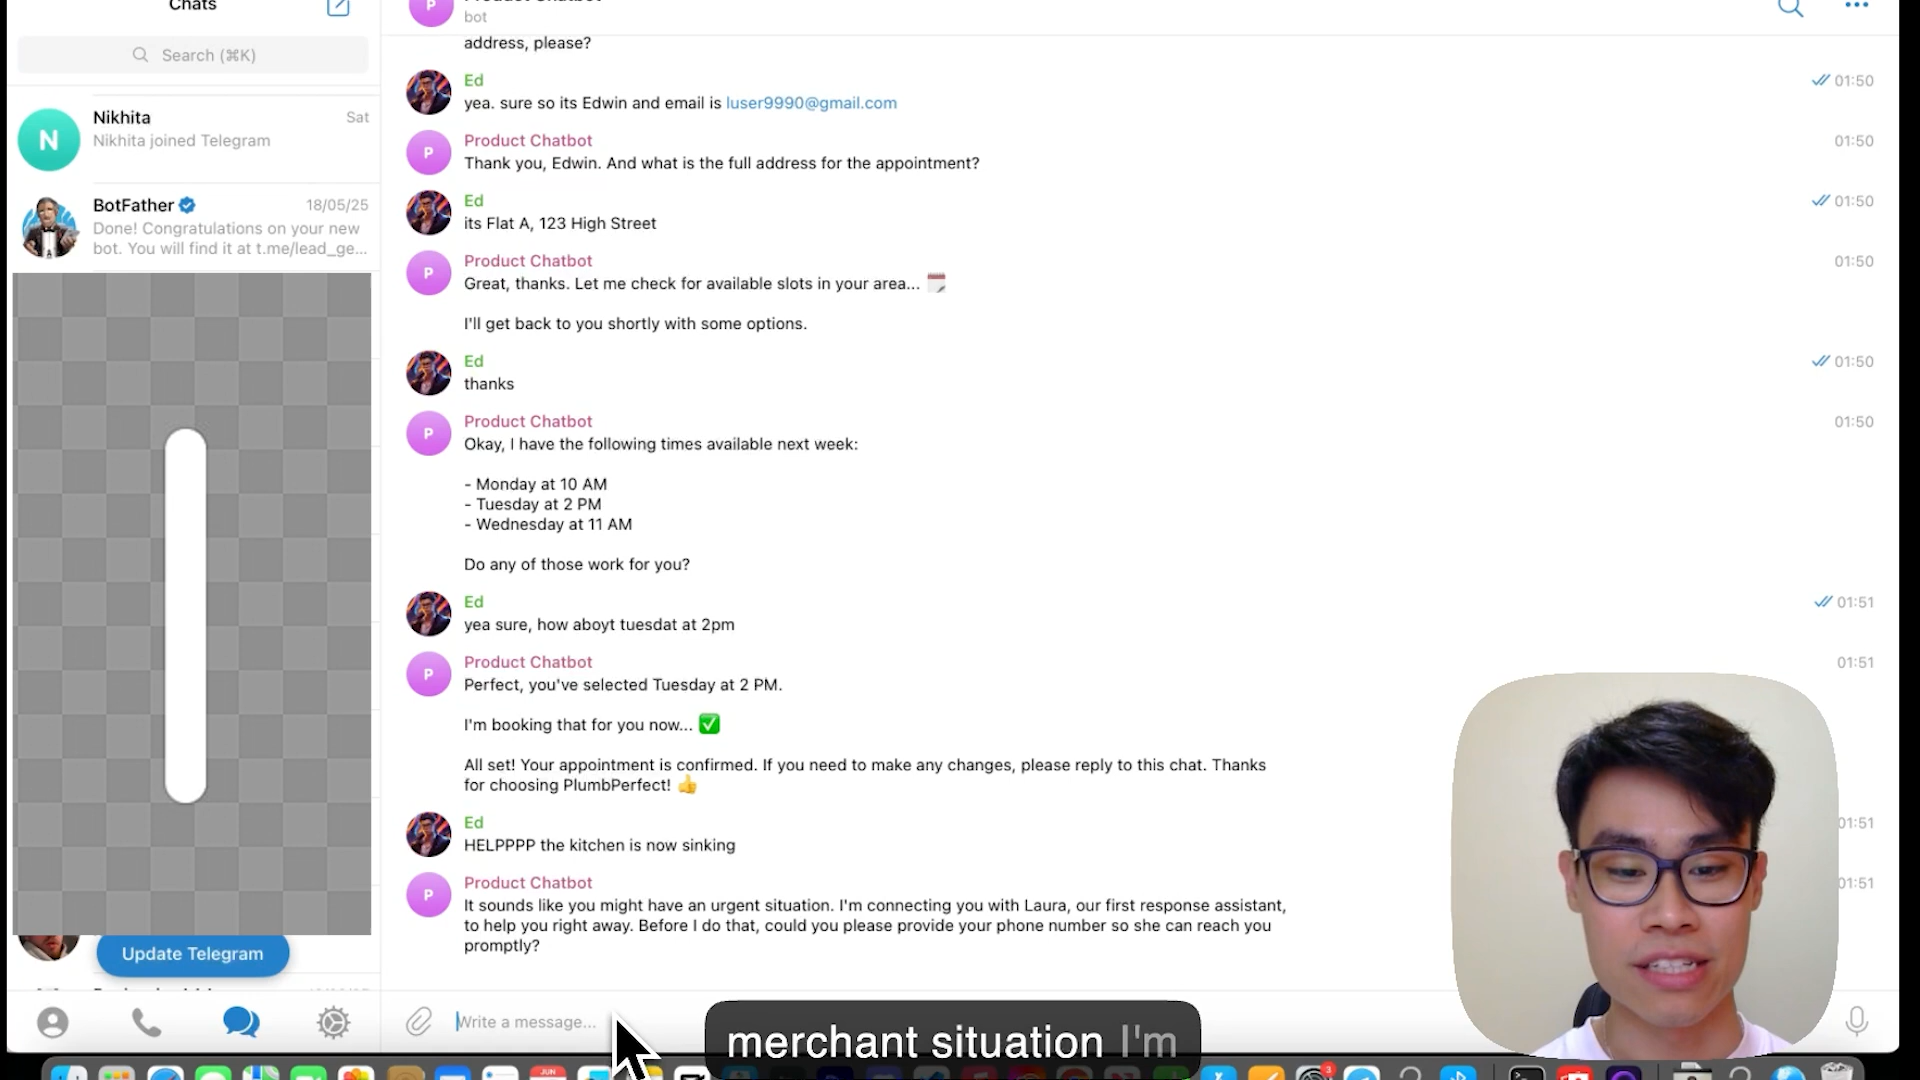 Chats
Search (⌘K)
N
Nikhita
Sat
Nikhita joined Telegram
BotFather
18/05/25
Done! Congratulations on your new
bot. You will find it at t.me/lead_ge...
Update Telegram
P
bot
address, please?
Ed
01:50
yea. sure so its Edwin and email is luser9990@gmail.com
P
Product Chatbot
01:50
Thank you, Edwin. And what is the full address for the appointment?
Ed
01:50
its Flat A, 123 High Street
P
Product Chatbot
01:50
Great, thanks. Let me check for available slots in your area...
I'll get back to you shortly with some options.
Ed
01:50
thanks
P
Product Chatbot
01:50
Okay, I have the following times available next week:
- Monday at 10 AM
- Tuesday at 2 PM
- Wednesday at 11 AM
Do any of those work for you?
Ed
01:51
yea sure, how aboyt tuesdat at 2pm
P
Product Chatbot
01:51
Perfect, you've selected Tuesday at 2 PM.
I'm booking that for you now... ✅
All set! Your appointment is confirmed. If you need to make any changes, please reply to this chat. Thanks
for choosing PlumbPerfect! 👍
Ed
01:51
HELPPPP the kitchen is now sinking
P
Product Chatbot
01:51
It sounds like you might have an urgent situation. I'm connecting you with Laura, our first response assistant,
to help you right away. Before I do that, could you please provide your phone number so she can reach you
promptly?
Write a message...
merchant situation I'm
JUN
3